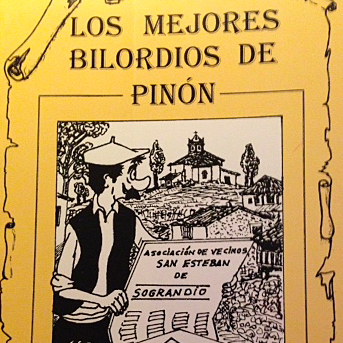 LOS MEJORES
BILORDIOS DE
PINÓN
ASOCIACIÓN DE VECINOS
SAN ESTEBAN
DE
SOGRANDIO